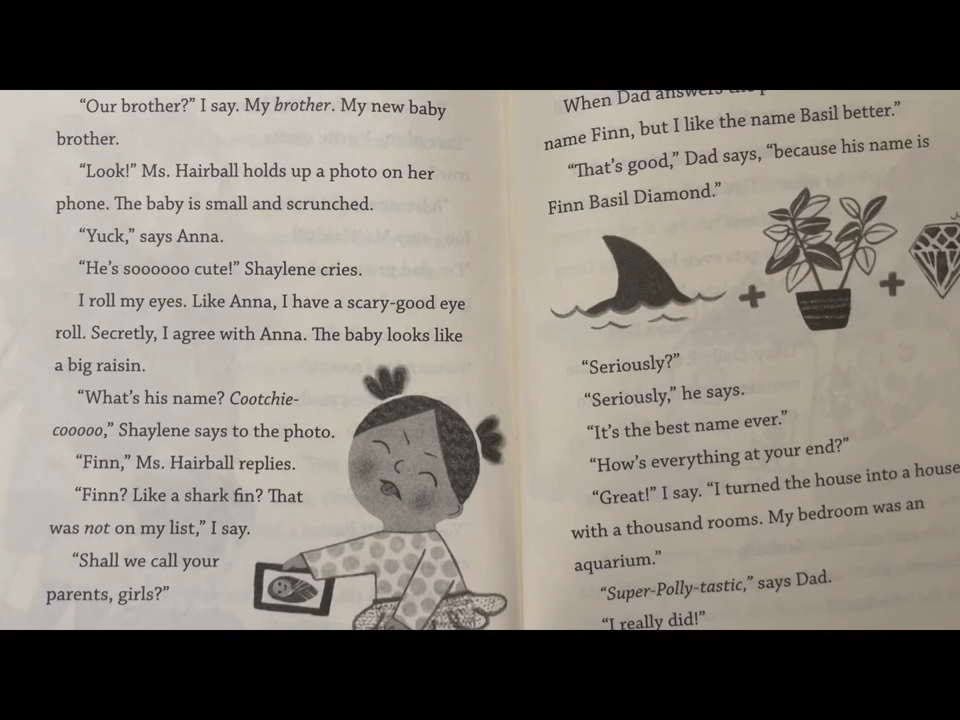 “Our brother?” I say. My brother. My new baby
brother.
“Look!” Ms. Hairball holds up a photo on her
phone. The baby is small and scrunched.
“Yuck,” says Anna.
“He’s soooooo cute!” Shaylene cries.
I roll my eyes. Like Anna, I have a scary-good eye
roll. Secretly, I agree with Anna. The baby looks like
a big raisin.
“What’s his name? Cootchie-
cooooo,” Shaylene says to the photo.
“Finn,” Ms. Hairball replies.
“Finn? Like a shark fin? That
was not on my list,” I say.
“Shall we call your
parents, girls?”
When Dad answers
name Finn, but I like the name Basil better.”
“That’s good,” Dad says, “because his name is
Finn Basil Diamond.”
+ +
“Seriously?”
“Seriously,” he says.
“It’s the best name ever.”
“How’s everything at your end?”
“Great!” I say. “I turned the house into a house
with a thousand rooms. My bedroom was an
aquarium.”
“Super-Polly-tastic,” says Dad.
“I really did!”